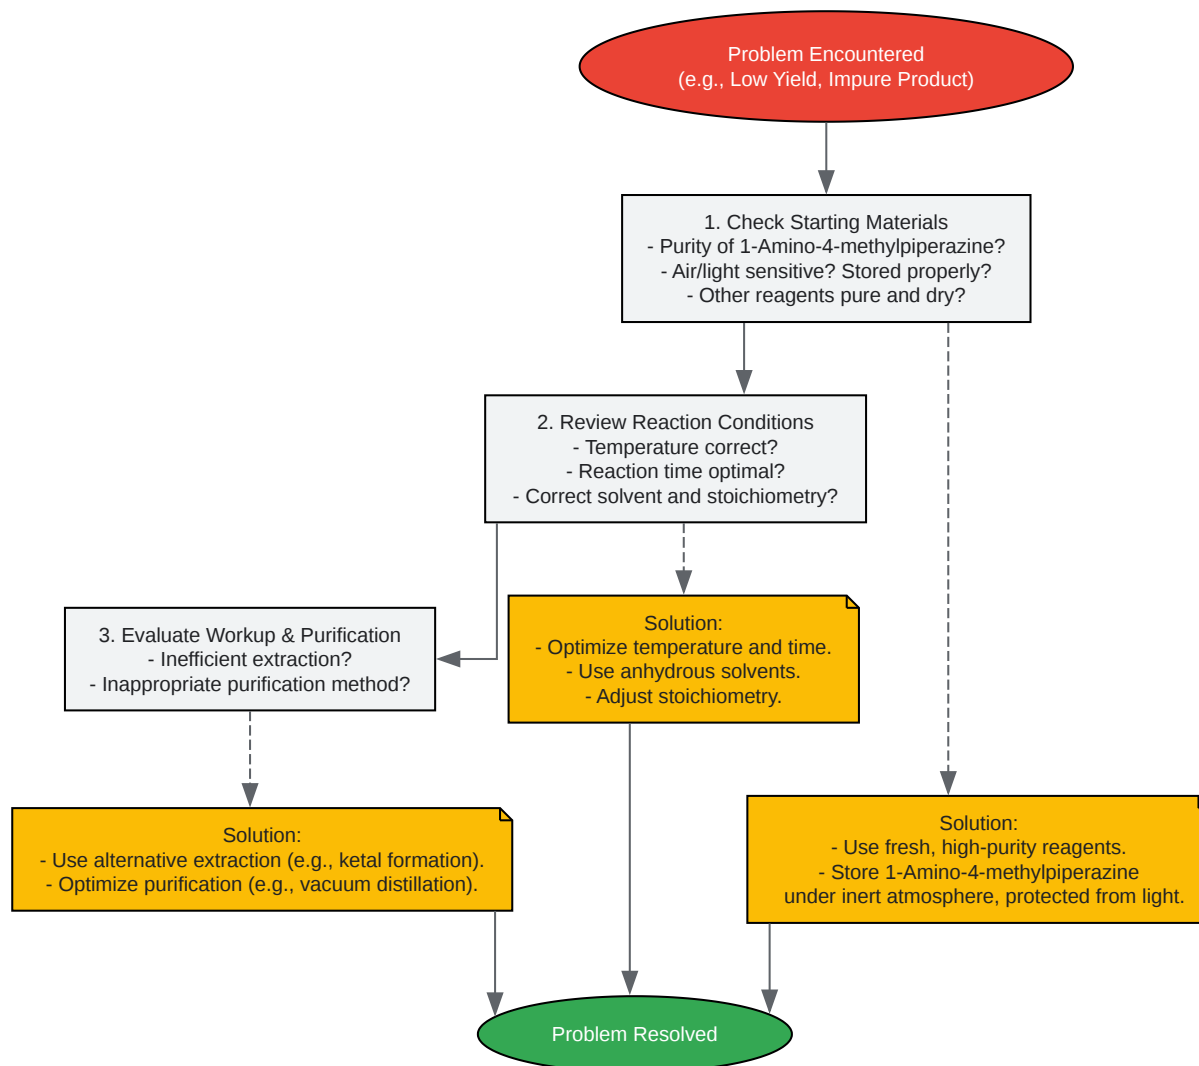 Problem Encountered
(e.g., Low Yield, Impure Product)
1. Check Starting Materials
- Purity of 1-Amino-4-methylpiperazine?
- Air/light sensitive? Stored properly?
- Other reagents pure and dry?
2. Review Reaction Conditions
- Temperature correct?
- Reaction time optimal?
- Correct solvent and stoichiometry?
3. Evaluate Workup & Purification
- Inefficient extraction?
- Inappropriate purification method?
Solution:
- Optimize temperature and time.
- Use anhydrous solvents.
- Adjust stoichiometry.
Solution:
- Use alternative extraction (e.g., ketal formation).
- Optimize purification (e.g., vacuum distillation).
Solution:
- Use fresh, high-purity reagents.
- Store 1-Amino-4-methylpiperazine
under inert atmosphere, protected from light.
Problem Resolved